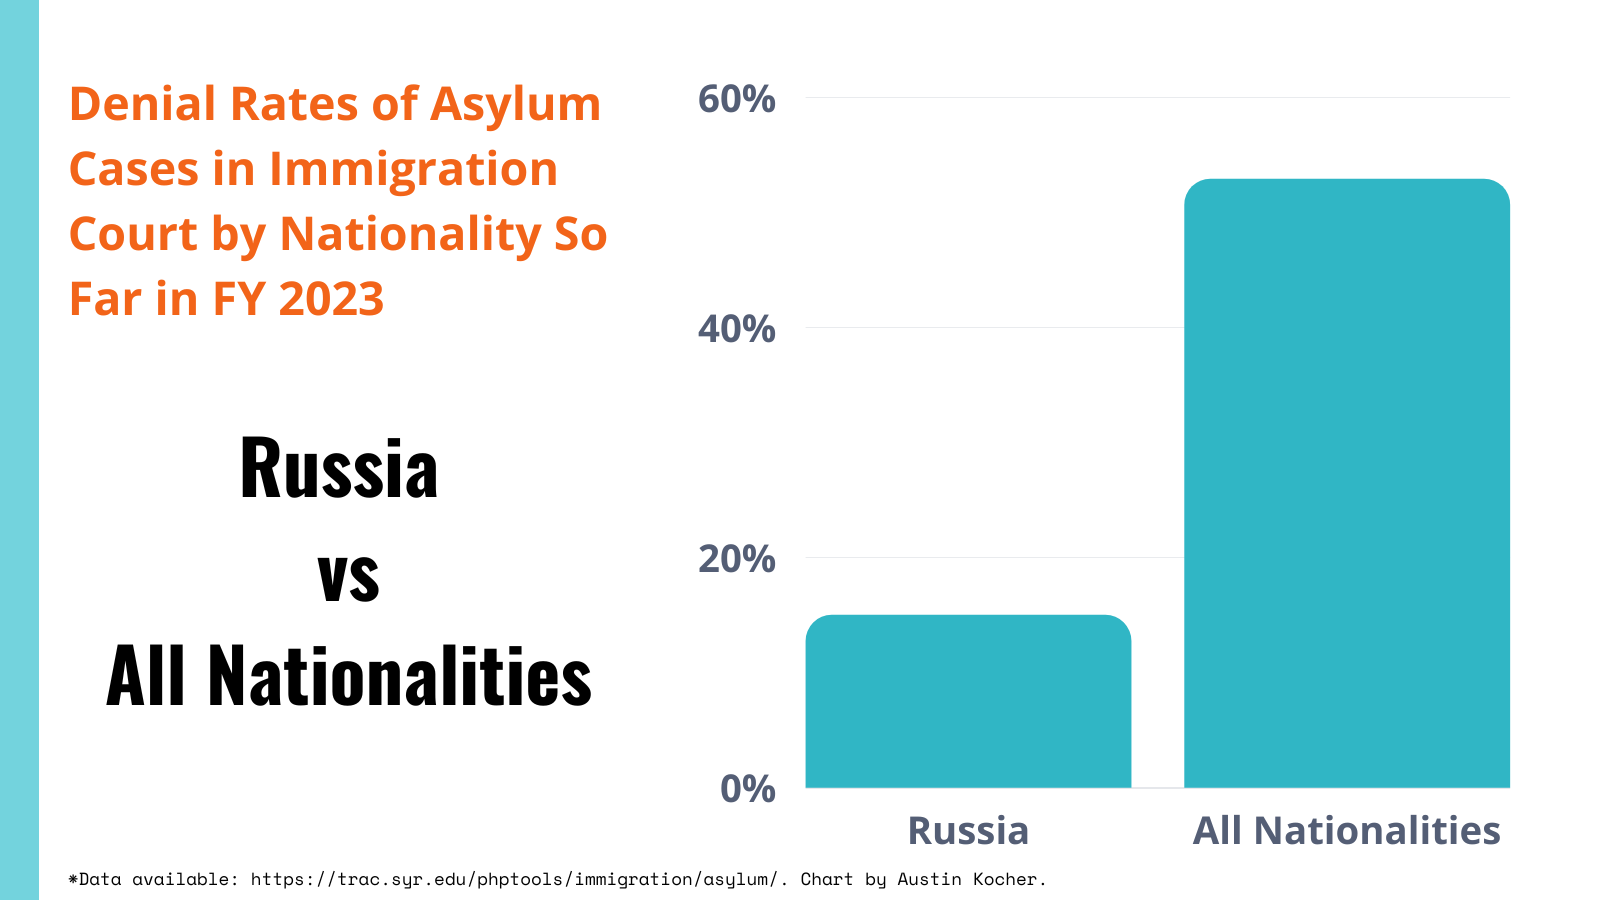 Denial Rates of Asylum
Cases in Immigration
Court by Nationality So
Far in FY 2023
Russia
vs
All Nationalities
60%
40%
20%
0%
Russia
All Nationalities
*Data available: https://trac.syr.edu/phptools/immigration/asylum/. Chart by Austin Kocher.